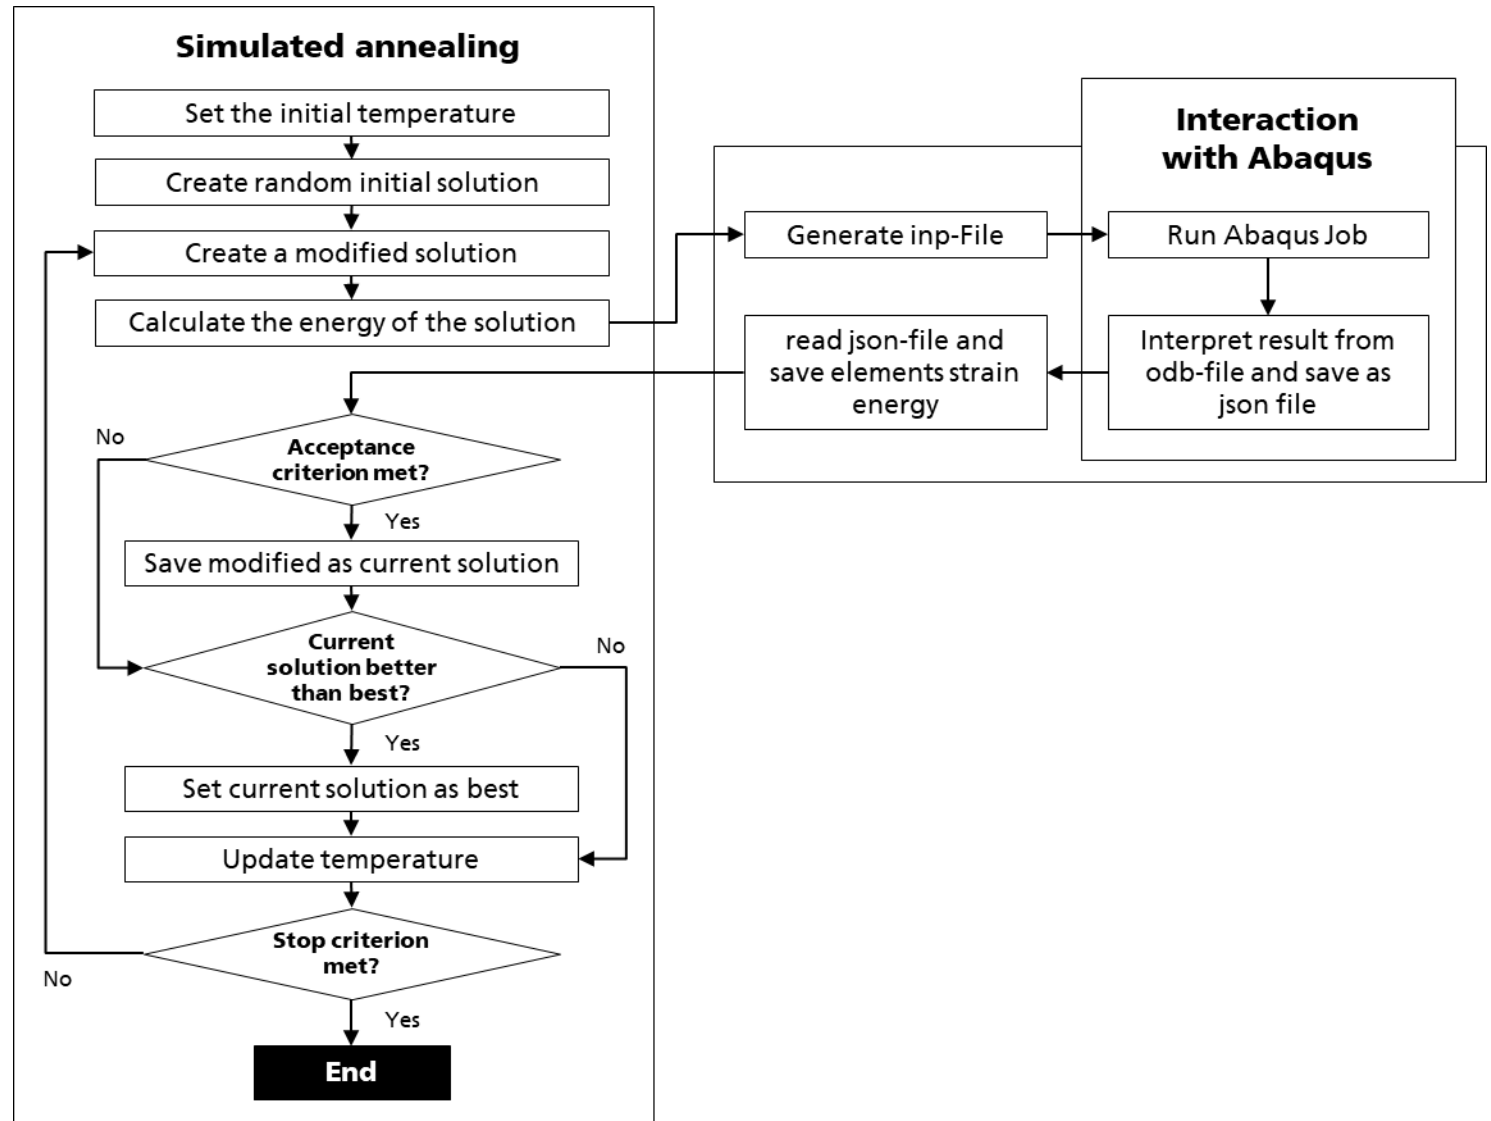 Simulated annealing
Set the initial temperature
Create random initial solution
Create a modified solution
Calculate the energy of the solution
Interaction
with Abaqus
Generate inp-File
Run Abaqus Job
Interpret result from
odb-file and save as
json file
read json-file and
save elements strain
energy
Acceptance
criterion met?
No
Yes
Save modified as current solution
Current
solution better
than best?
No
Yes
Set current solution as best
Update temperature
Stop criterion
met?
No
Yes
End